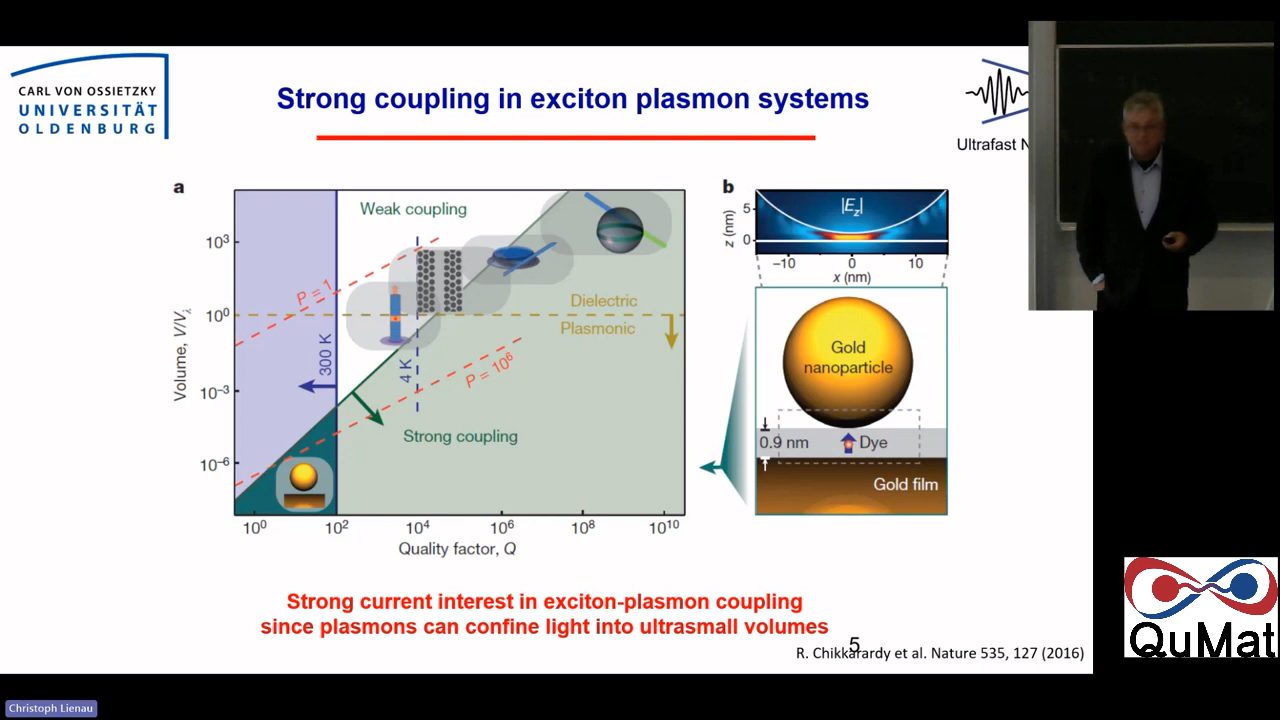 CARL VON OSSIETZKY
UNIVERSITÄT
OLDENBURG
Strong coupling in exciton plasmon systems
Ultrafast N
a
Weak coupling
P = 1
300 K
4 K
P = 10⁶
Dielectric
Plasmonic
Strong coupling
Volume, V/Vλ
10³
10⁰
10⁻³
10⁻⁶
10⁰ 10² 10⁴ 10⁶ 10⁸ 10¹⁰
Quality factor, Q
b
|E_z|
z (nm)
5
0
−10 0 10
x (nm)
Gold
nanoparticle
0.9 nm
Dye
Gold film
Strong current interest in exciton-plasmon coupling
since plasmons can confine light into ultrasmall volumes
5
R. Chikkarardy et al. Nature 535, 127 (2016)
QuMat
Christoph Lienau